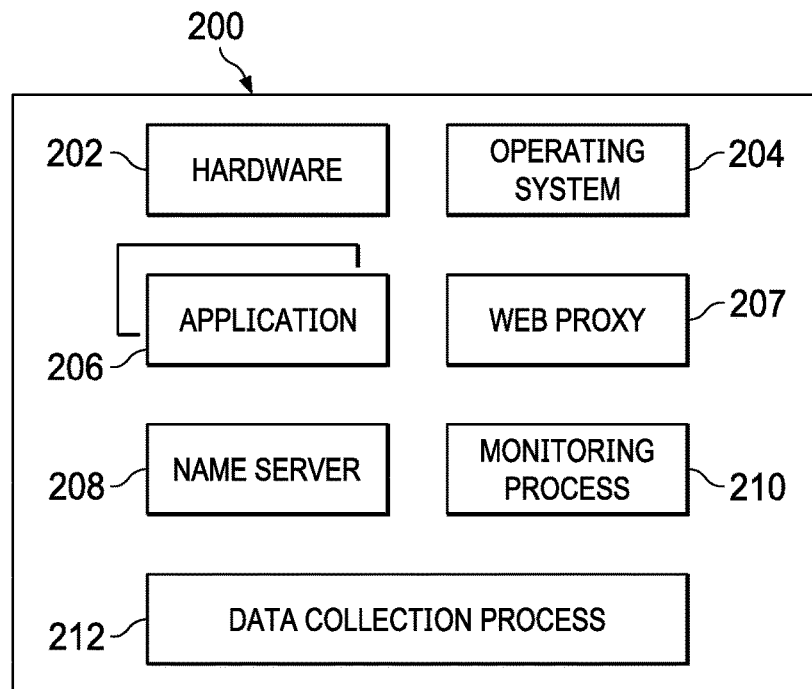 200
202
HARDWARE
OPERATING
SYSTEM
204
206
APPLICATION
WEB PROXY
207
208
NAME SERVER
MONITORING
PROCESS
210
212
DATA COLLECTION PROCESS